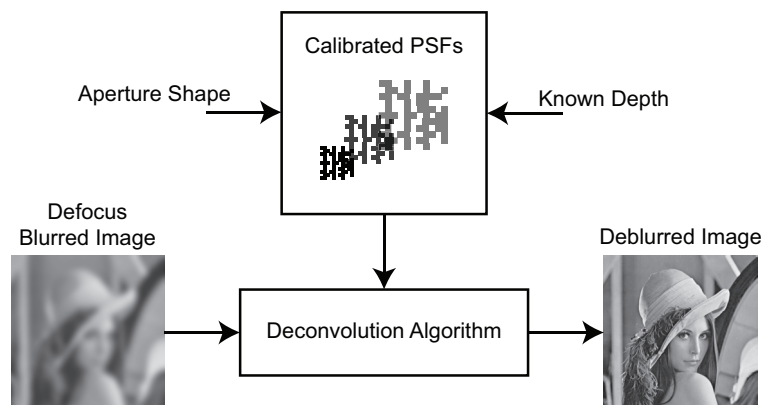 Calibrated PSFs
Aperture Shape
Known Depth
Defocus
Blurred Image
Deblurred Image
Deconvolution Algorithm